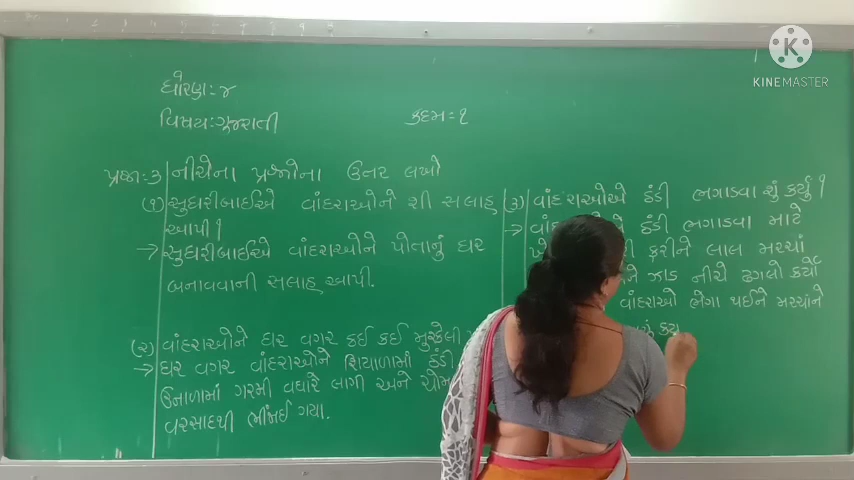 ધોરણ:૪
વિષય:ગુજરાતી
કદમ:૧
પ્રશ્ન:૩ નીચેના પ્રશ્નોના ઉત્તર લખો
(૧) સુઘરીબાઈએ વાંદરાઓને શી સલાહ
આપી?
→ સુઘરીબાઈએ વાંદરાઓને પોતાનું ઘર
બનાવવાની સલાહ આપી.
(૨) વાંદરાઓને ઘર વગર કઈ કઈ મુશ્કેલી
→ ઘર વગર વાંદરાઓને શિયાળામાં ઠંડી
ઉનાળામાં ગરમી વધારે લાગી અને
વરસાદથી ભીંજાઈ ગયા.
(૩) વાંદરાઓએ ઠંડી ભગાડવા શું કર્યું?
→ ઠંડી ભગાડવા માટે
ફરીને લાલ મરચાં
ઝાડ નીચે ઢગલો કર્યો
વાંદરાઓ ભેગા થઈને મરચાંને
KINEMASTER